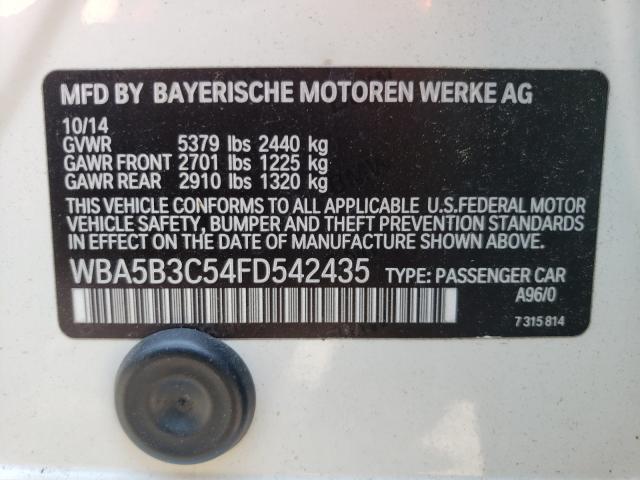 MFD BY BAYERISCHE MOTOREN WERKE AG
10/14
GVWR 5379 lbs 2440 kg
GAWR FRONT 2701 lbs 1225 kg
GAWR REAR 2910 lbs 1320 kg
THIS VEHICLE CONFORMS TO ALL APPLICABLE U.S.FEDERAL MOTOR
VEHICLE SAFETY, BUMPER AND THEFT PREVENTION STANDARDS
IN EFFECT ON THE DATE OF MANUFACTURE SHOWN ABOVE.
WBA5B3C54FD542435 TYPE: PASSENGER CAR
A96/0
7 315 814